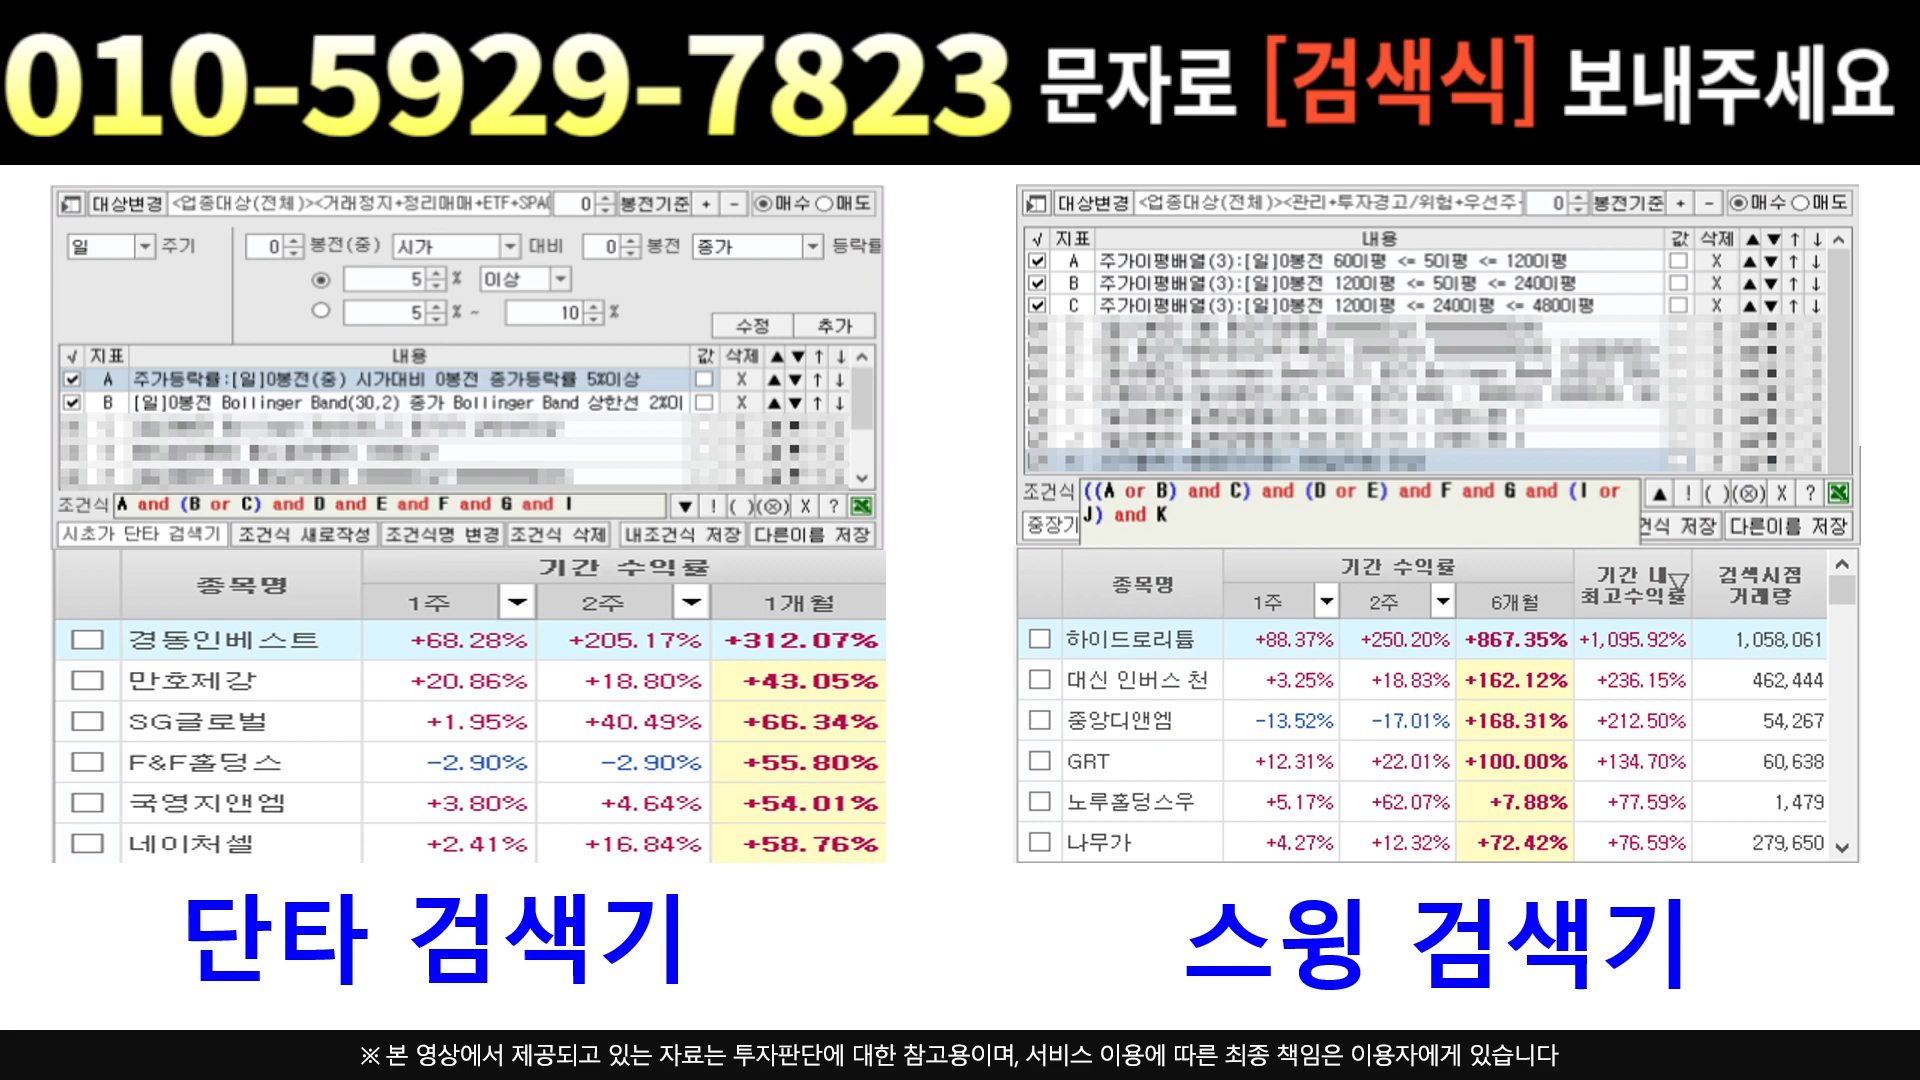 010-5929-7823 문자로 [검색식] 보내주세요
대상변경 <업종대상(전체)><거래정지+정리매매+ETF+SPA 0 봉전기준 + - 매수 매도
일 주기 0 봉전(중) 시가 대비 0 봉전 종가 등락률
5 % 이상
5 % ~ 10 %
수정 추가
√ 지표 내용 값 삭제 ▲ ▼ ↑ ↓
A 주가등락률:[일]0봉전(중) 시가대비 0봉전 종가등락률 5%이상 X ▲ ▼ ↑ ↓
B [일]0봉전 Bollinger Band(30,2) 종가 Bollinger Band 상한선 2%이 X ▲ ▼ ↑ ↓
조건식 A and (B or C) and D and E and F and G and I ▼ ! ( )(⊗) X ?
시초가 단타 검색기 조건식 새로작성 조건식명 변경 조건식 삭제 내조건식 저장 다른이름 저장
종목명 기간 수익률
1주 2주 1개월
경동인베스트 +68.28% +205.17% +312.07%
만호제강 +20.86% +18.80% +43.05%
SG글로벌 +1.95% +40.49% +66.34%
F&F홀딩스 -2.90% -2.90% +55.80%
국영지앤엠 +3.80% +4.64% +54.01%
네이처셀 +2.41% +16.84% +58.76%
단타 검색기
대상변경 <업종대상(전체)><관리+투자경고/위험+우선주+ 0 봉전기준 + - 매수 매도
√ 지표 내용 값 삭제 ▲ ▼ ↑ ↓
A 주가이평배열(3):[일]0봉전 60이평 <= 5이평 <= 120이평 X ▲ ▼ ↑ ↓
B 주가이평배열(3):[일]0봉전 120이평 <= 5이평 <= 240이평 X ▲ ▼ ↑ ↓
C 주가이평배열(3):[일]0봉전 120이평 <= 240이평 <= 480이평 X ▲ ▼ ↑ ↓
조건식 ((A or B) and C) and (D or E) and F and G and (I or ▲ ! ( )(⊗) X ?
중장기 J) and K 건식 저장 다른이름 저장
종목명 기간 수익률 기간 내 최고수익률 검색시점 거래량
1주 2주 6개월
하이드로리튬 +88.37% +250.20% +867.35% +1,095.92% 1,058,061
대신 인버스 천 +3.25% +18.83% +162.12% +236.15% 462,444
중앙디앤엠 -13.52% -17.01% +168.31% +212.50% 54,267
GRT +12.31% +22.01% +100.00% +134.70% 60,638
노루홀딩스우 +5.17% +62.07% +7.88% +77.59% 1,479
나무가 +4.27% +12.32% +72.42% +76.59% 279,650
스윙 검색기
※ 본 영상에서 제공되고 있는 자료는 투자판단에 대한 참고용이며, 서비스 이용에 따른 최종 책임은 이용자에게 있습니다